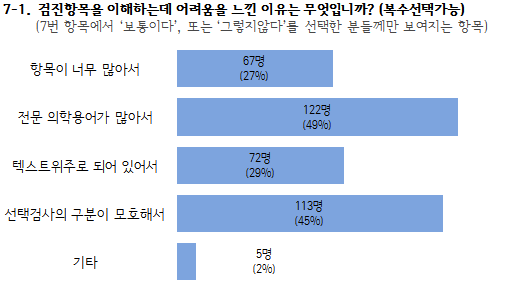 7-1. 검진항목을 이해하는데 어려움을 느낀 이유는 무엇입니까? (복수선택가능)
(7번 항목에서 ‘보통이다’, 또는 ‘그렇지않다’를 선택한 분들께만 보여지는 항목)
항목이 너무 많아서
67명
(27%)
전문 의학용어가 많아서
122명
(49%)
텍스트위주로 되어 있어서
72명
(29%)
선택검사의 구분이 모호해서
113명
(45%)
기타
5명
(2%)